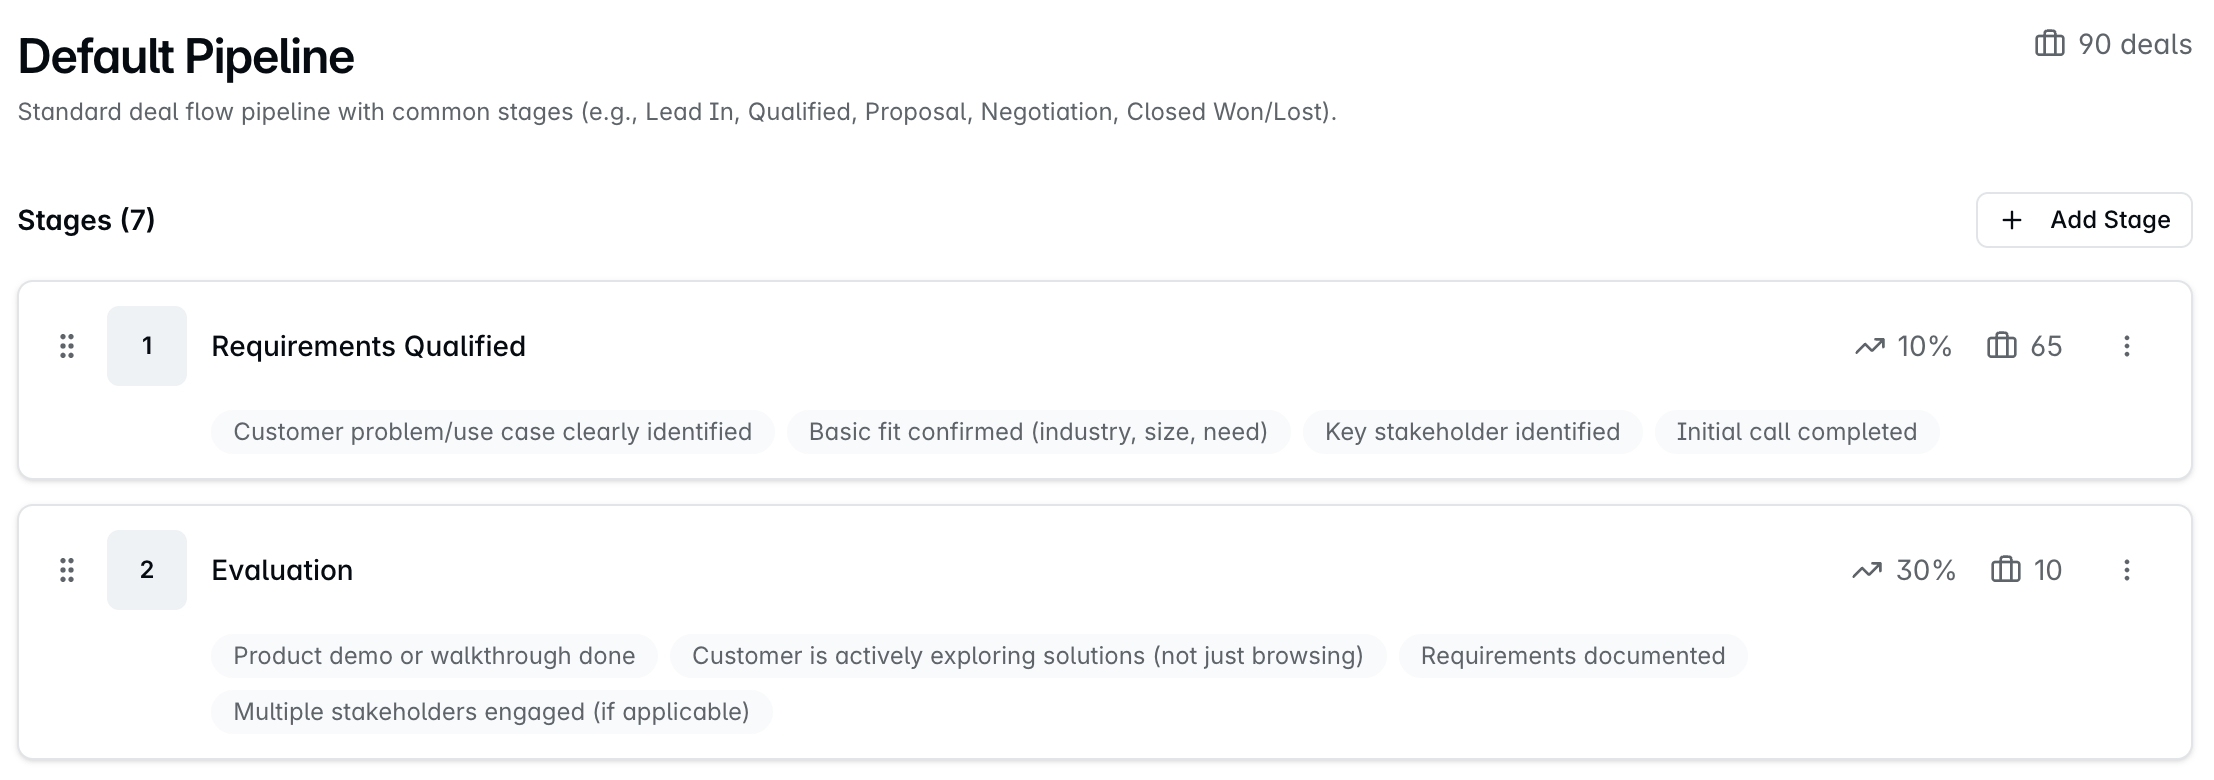 Default Pipeline
90 deals
Standard deal flow pipeline with common stages (e.g., Lead In, Qualified, Proposal, Negotiation, Closed Won/Lost).
Stages (7)
Add Stage
1 Requirements Qualified 10% 65
Customer problem/use case clearly identified Basic fit confirmed (industry, size, need) Key stakeholder identified Initial call completed
2 Evaluation 30% 10
Product demo or walkthrough done Customer is actively exploring solutions (not just browsing) Requirements documented
Multiple stakeholders engaged (if applicable)